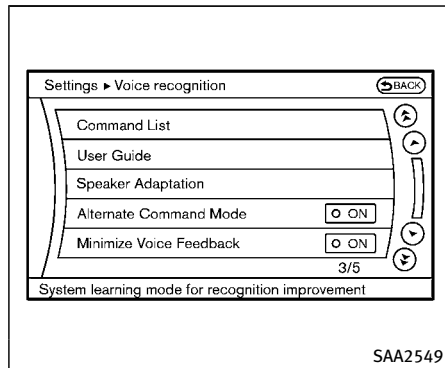 Settings ▸ Voice recognition
BACK
Command List
User Guide
Speaker Adaptation
Alternate Command Mode ON
Minimize Voice Feedback ON
3/5
System learning mode for recognition improvement
SAA2549